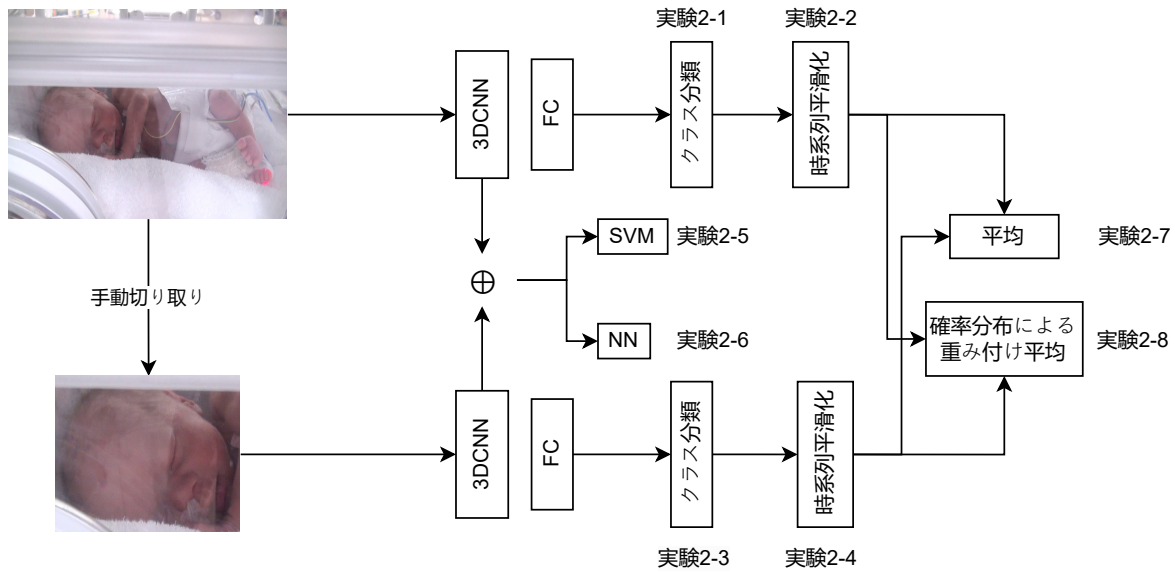 実験2-1
実験2-2
3DCNN
FC
クラス分類
時系列平滑化
SVM
実験2-5
平均
実験2-7
手動切り取り
NN
実験2-6
確率分布による
重み付け平均
実験2-8
3DCNN
FC
クラス分類
時系列平滑化
実験2-3
実験2-4